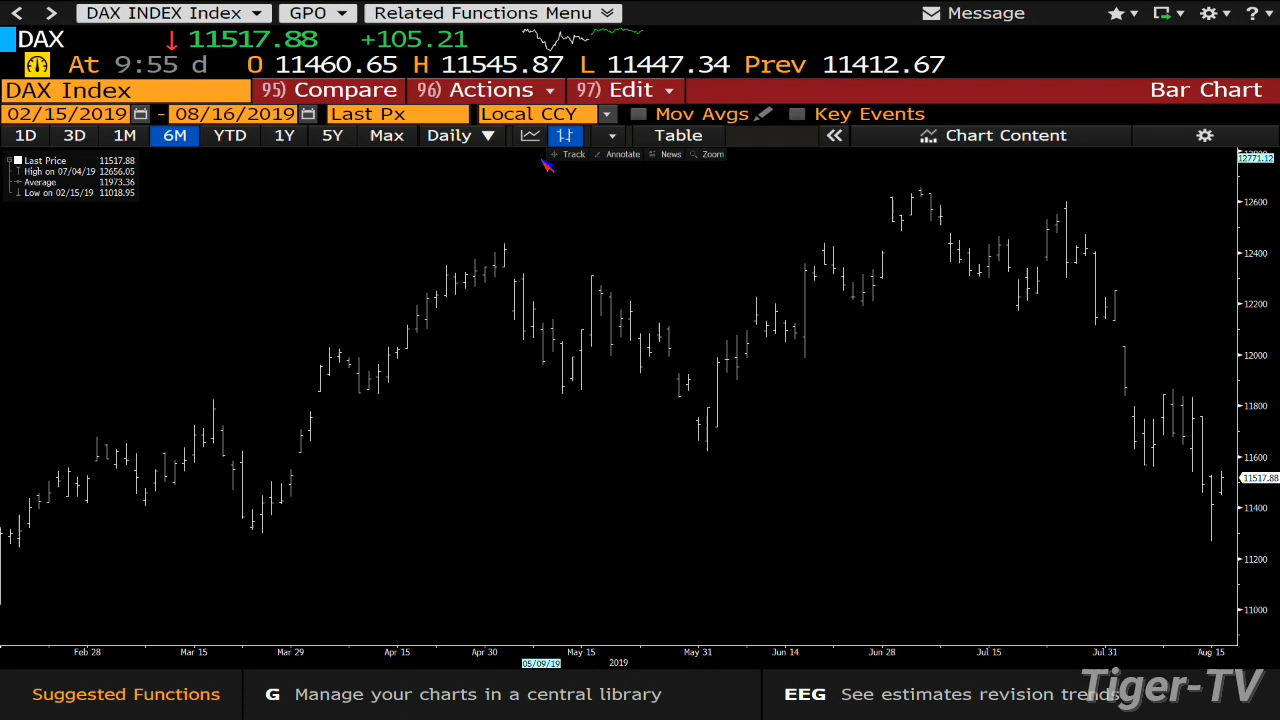 DAX INDEX Index GPO Related Functions Menu Message ?
DAX 11517.88 +105.21
At 9:55 d O 11460.65 H 11545.87 L 11447.34 Prev 11412.67
DAX Index 95) Compare 96) Actions 97) Edit Bar Chart
02/15/2019 - 08/16/2019 Last Px Local CCY Mov Avgs Key Events
1D 3D 1M 6M YTD 1Y 5Y Max Daily Table Chart Content
Track Annotate News Zoom
Last Price 11517.88
High on 07/04/19 12656.05
Average 11973.36
Low on 02/15/19 11018.95
12771.12
12600
12400
12200
12000
11800
11600
11517.88
11400
11200
11000
Feb 28 Mar 15 Mar 29 Apr 15 Apr 30 May 15 May 31 Jun 14 Jun 28 Jul 15 Jul 31 Aug 15
05/09/19 2019
Suggested Functions G Manage your charts in a central library EEG See estimates revision trends
Tiger-TV